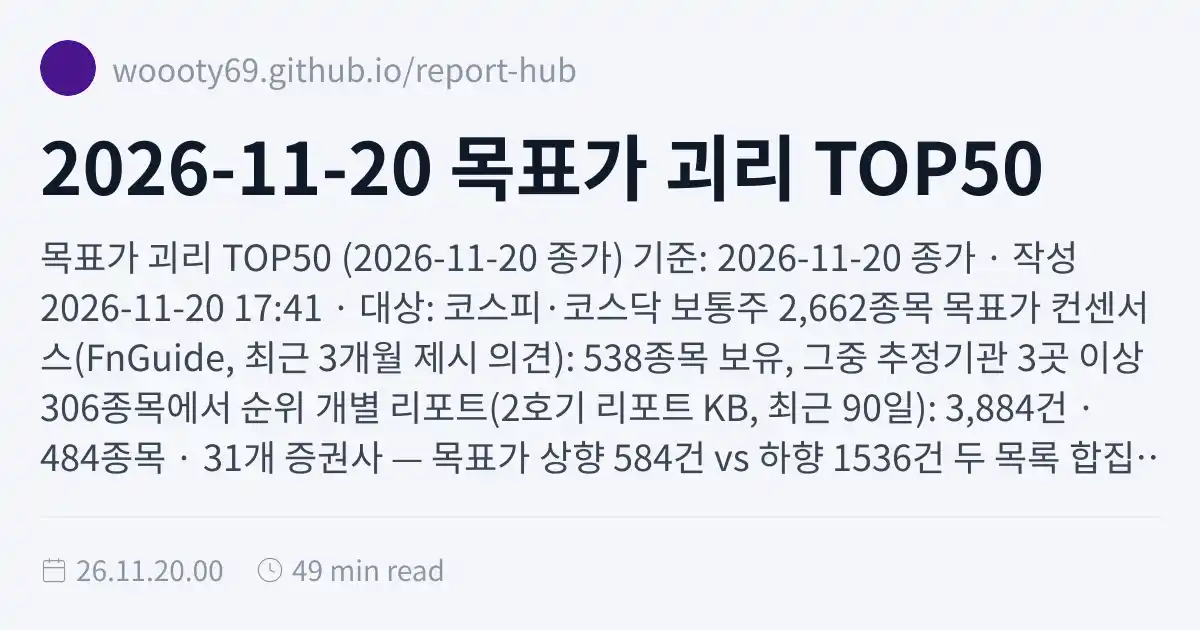 woooty69.github.io/report-hub
2026-11-20 목표가 괴리 TOP50
목표가 괴리 TOP50 (2026-11-20 종가) 기준: 2026-11-20 종가 · 작성
2026-11-20 17:41 · 대상: 코스피·코스닥 보통주 2,662종목 목표가 컨센서
스(FnGuide, 최근 3개월 제시 의견): 538종목 보유, 그중 추정기관 3곳 이상
306종목에서 순위 개별 리포트(2호기 리포트 KB, 최근 90일): 3,884건 ·
484종목 · 31개 증권사 — 목표가 상향 584건 vs 하향 1536건 두 목록 합집··
26.11.20.00
49 min read